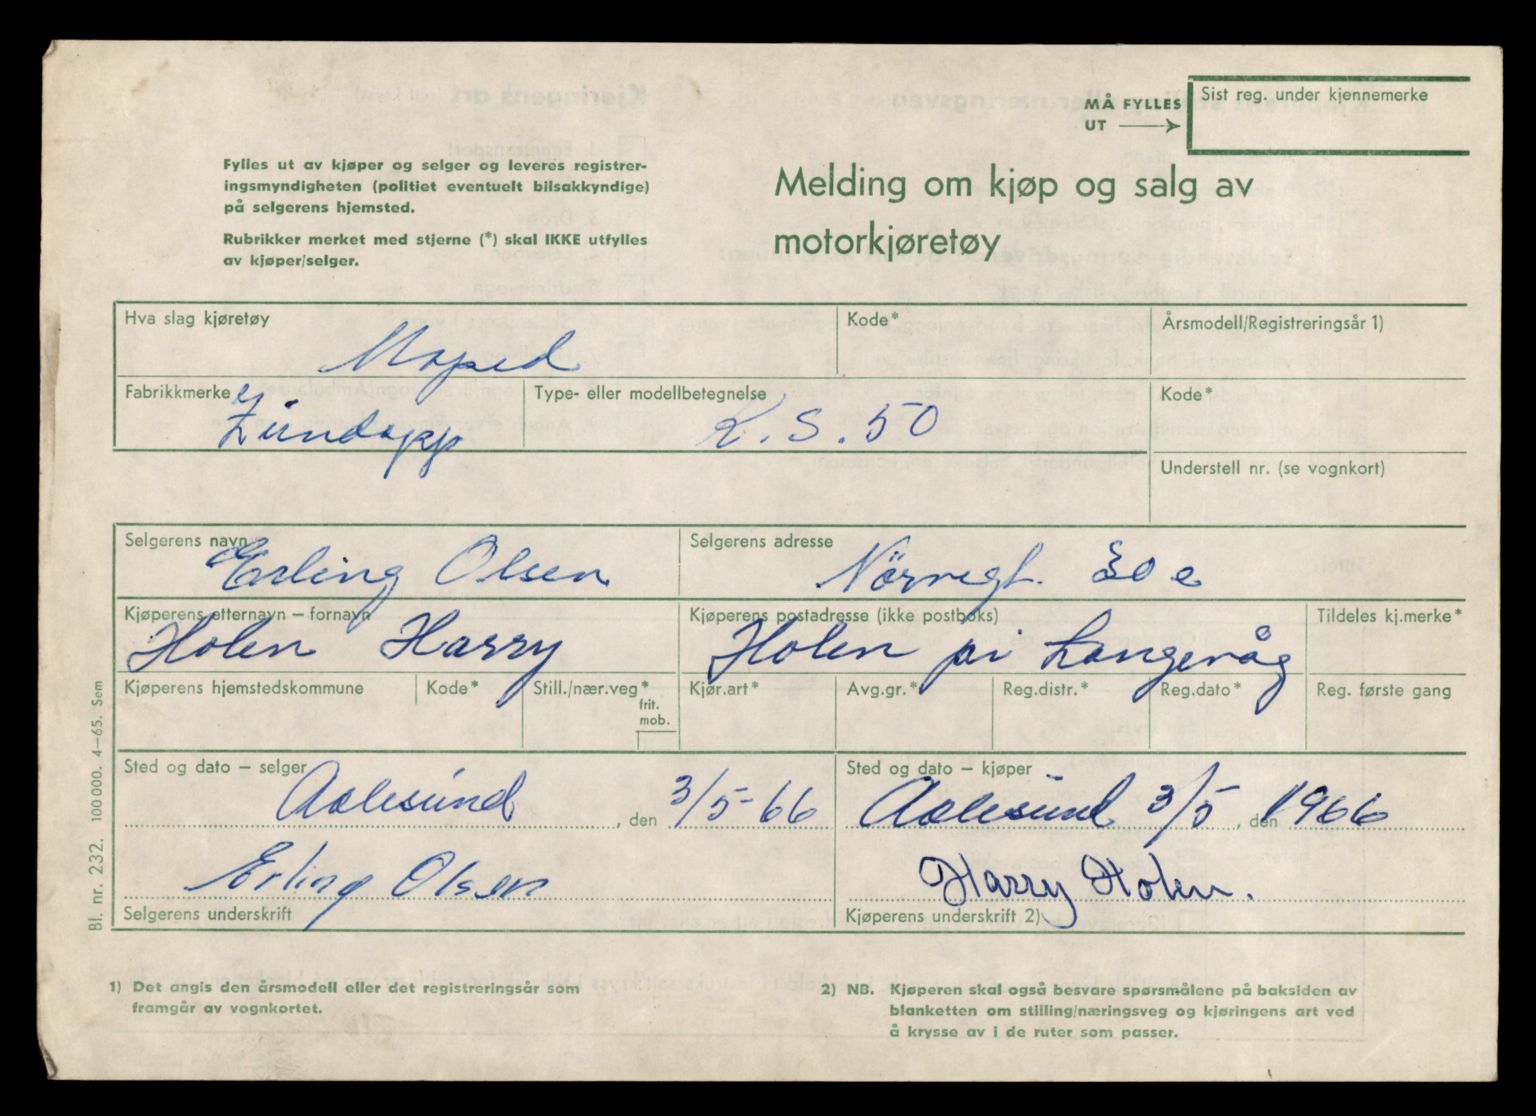 MÅ FYLLES
UT
Sist reg. under kjennemerke
Fylles ut av kjøper og selger og leveres registrer-
ingsmyndigheten (politiet eventuelt bilsakkyndige)
på selgerens hjemsted.
Rubrikker merket med stjerne (*) skal IKKE utfylles
av kjøper/selger.
Melding om kjøp og salg av
motorkjøretøy
Hva slag kjøretøy
Moped
Kode*
Årsmodell/Registreringsår 1)
Fabrikkmerke
Zündapp
Type- eller modellbetegnelse
K.S. 50
Kode*
Understell nr. (se vognkort)
Selgerens navn
Erling Olsen
Selgerens adresse
Nörvegt. 30 e
Kjøperens etternavn – fornavn
Holen Harry
Kjøperens postadresse (ikke postboks)
Holen pr Langevåg
Tildeles kj.merke*
Kjøperens hjemstedskommune
Kode*
Still./nær.veg*
frit.
mob.
Kjør.art*
Avg.gr.*
Reg.distr.*
Reg.dato*
Reg. første gang
Sted og dato – selger
Aalesund, den 3/5-66
Sted og dato – kjøper
Aalesund 3/5, den 1966
Erling Olsen
Selgerens underskrift
Harry Holen.
Kjøperens underskrift 2)
Bl. nr. 232. 100 000. 4–65. Sem
1) Det angis den årsmodell eller det registreringsår som
framgår av vognkortet.
2) NB. Kjøperen skal også besvare spørsmålene på baksiden av
blanketten om stilling/næringsveg og kjøringens art ved
å krysse av i de ruter som passer.